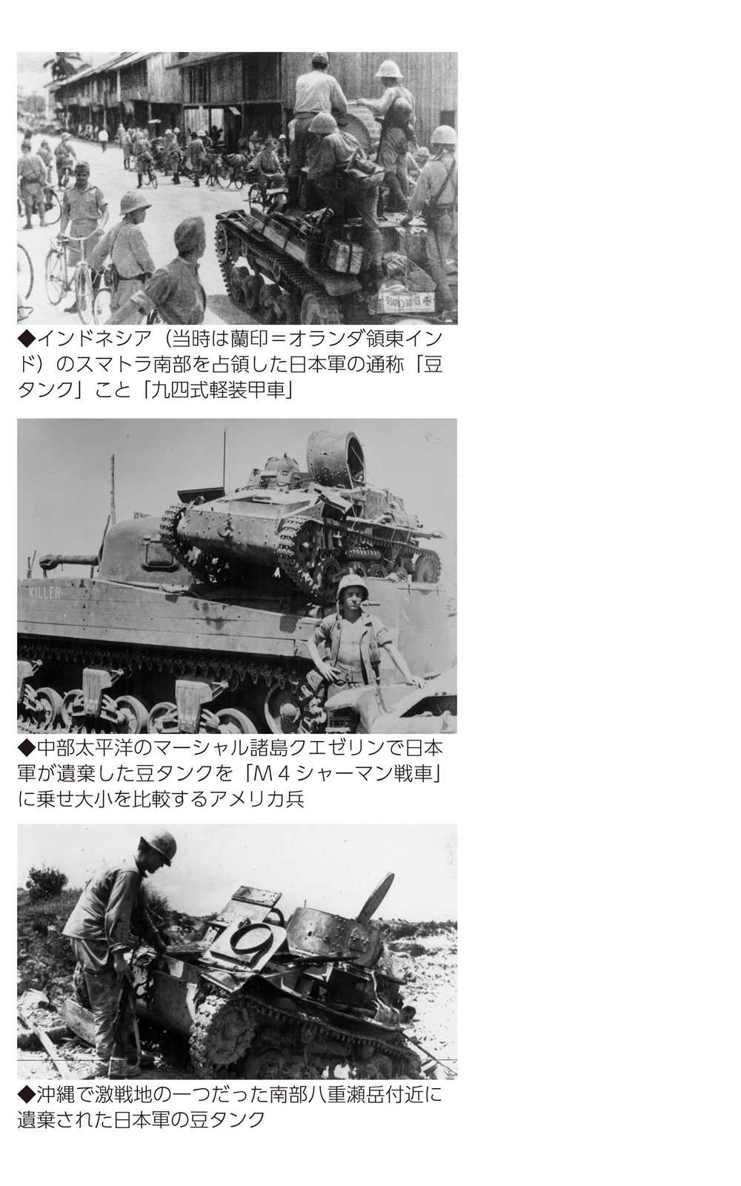 ◆インドネシア（当時は蘭印＝オランダ領東イン
ド）のスマトラ南部を占領した日本軍の通称「豆
タンク」こと「九四式軽装甲車」
KILLER
◆中部太平洋のマーシャル諸島クエゼリンで日本
軍が遺棄した豆タンクを「M４シャーマン戦車」
に乗せ大小を比較するアメリカ兵
◆沖縄で激戦地の一つだった南部八重瀬岳付近に
遺棄された日本軍の豆タンク